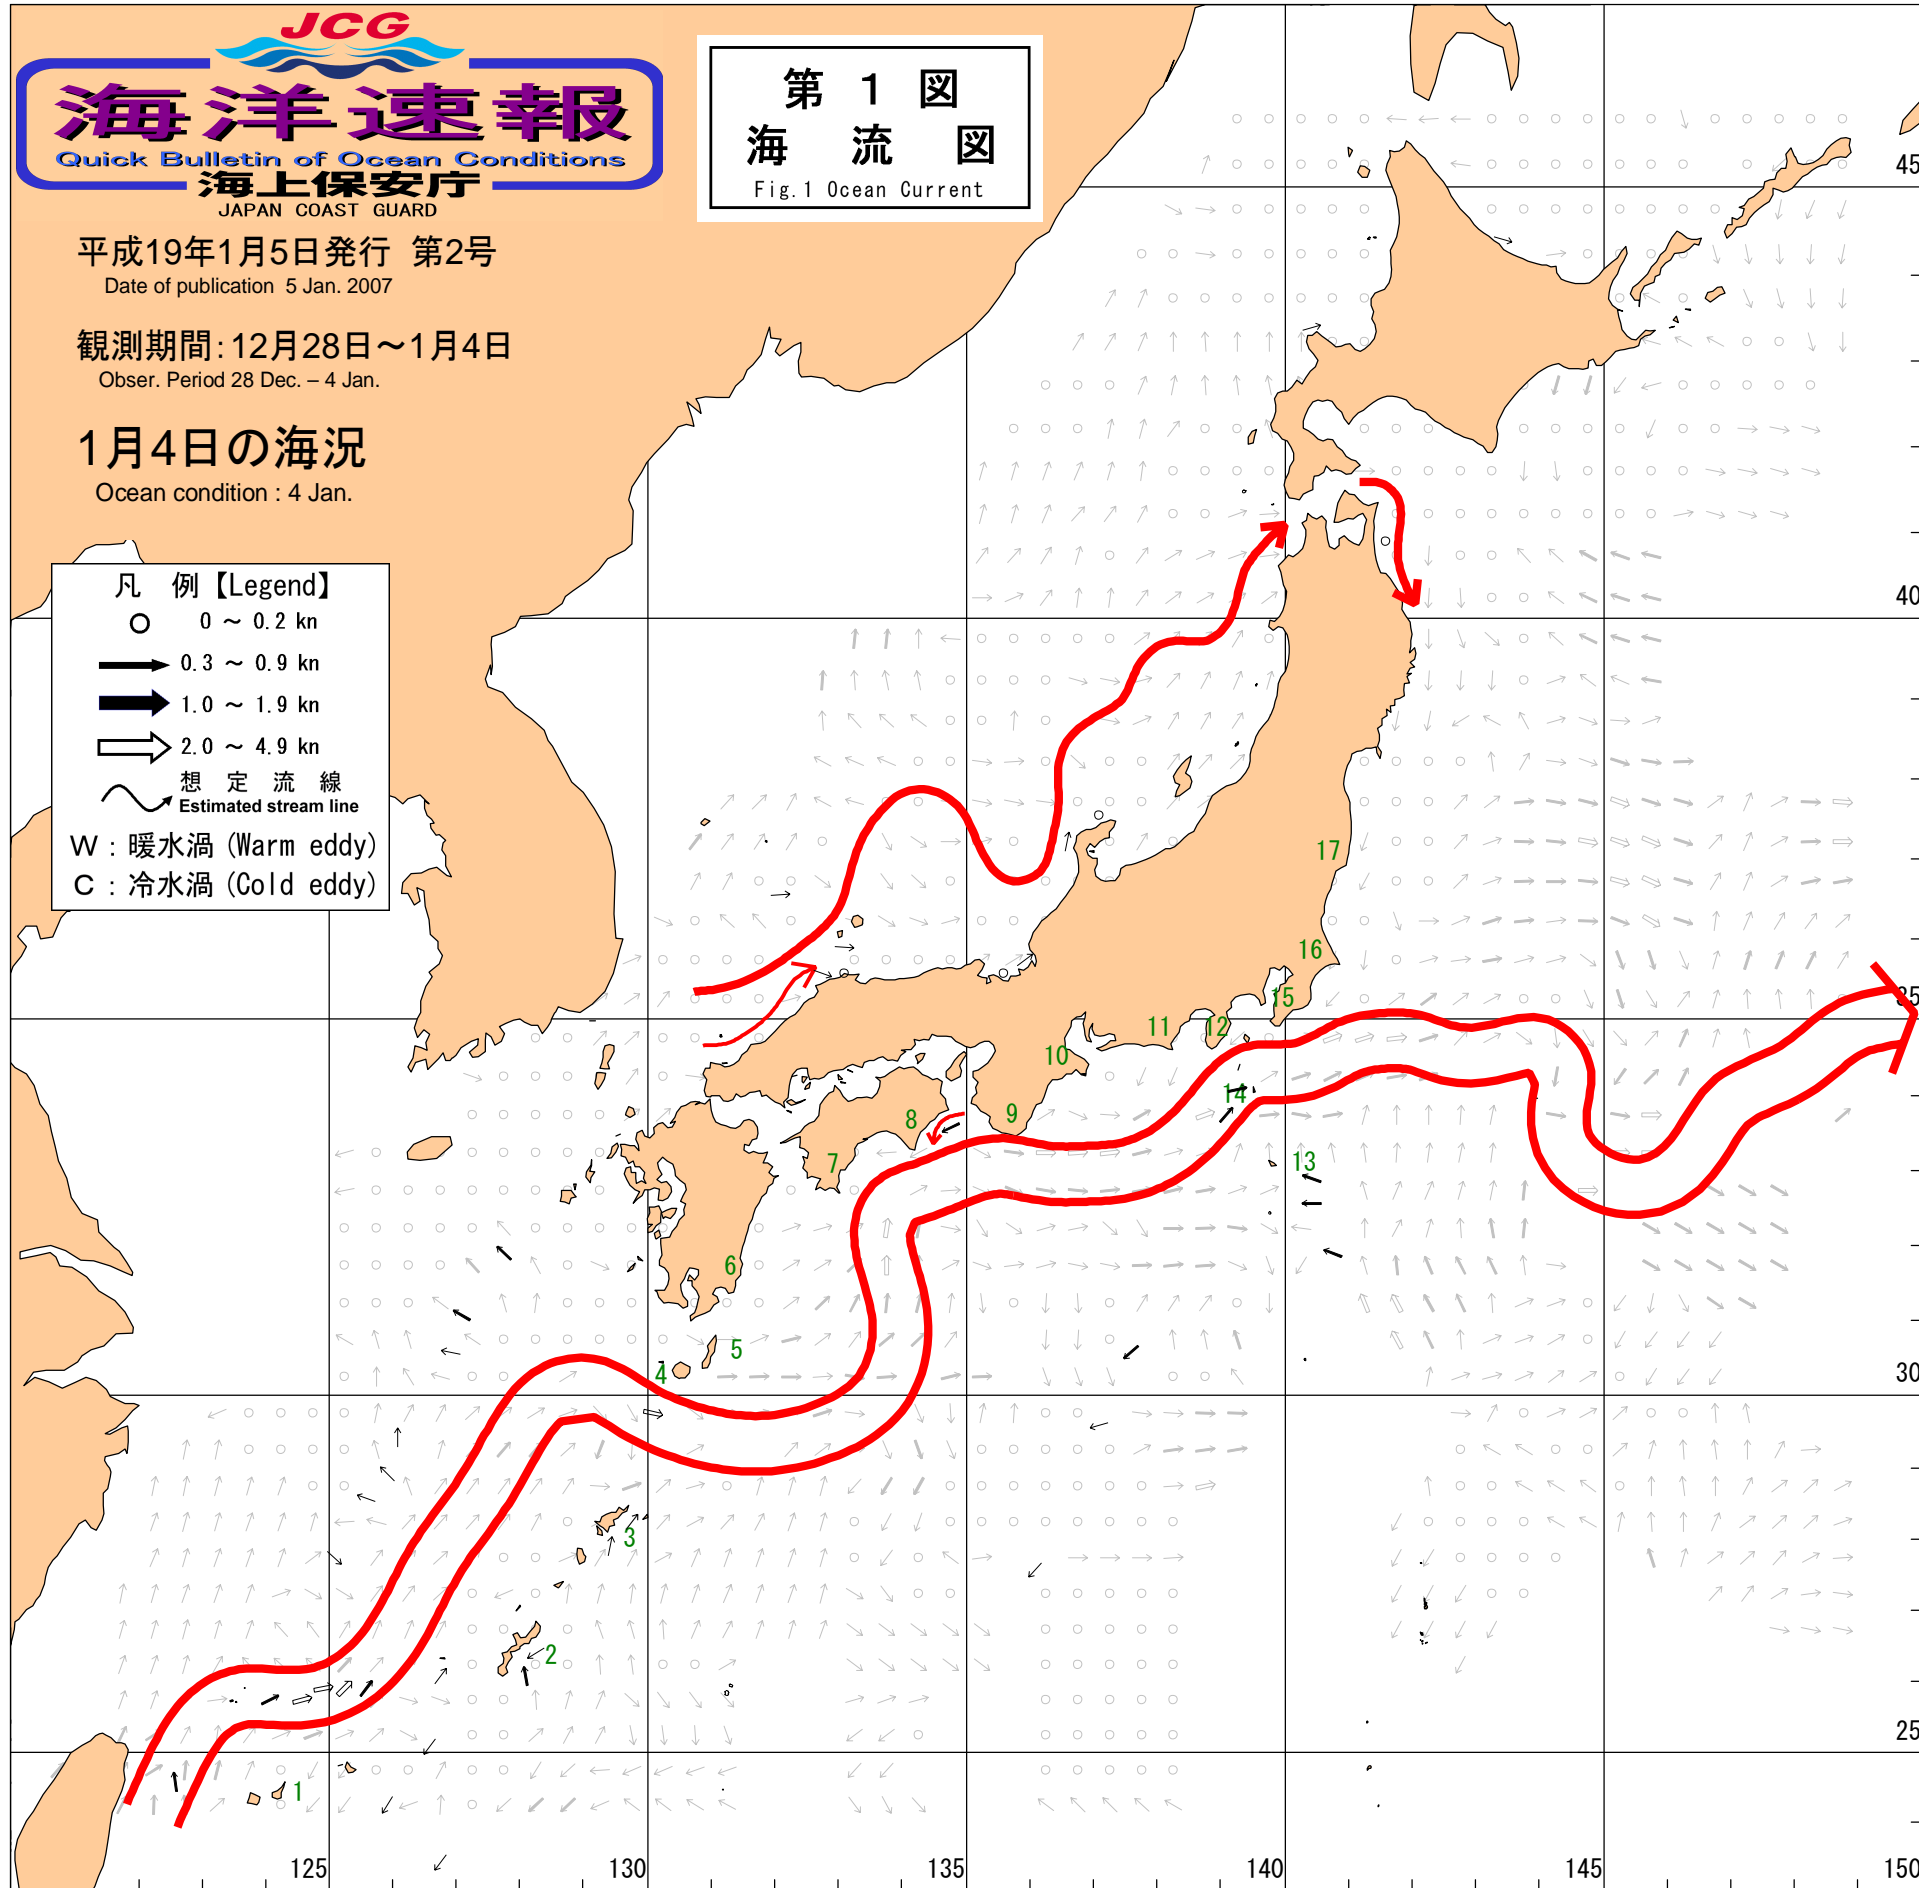 JCG
海洋速報
Quick Bulletin of Ocean Conditions
海上保安庁
JAPAN COAST GUARD
平成19年1月5日発行 第2号
Date of publication 5 Jan. 2007
観測期間：12月28日～1月4日
Obser. Period 28 Dec. – 4 Jan.
1月4日の海況
Ocean condition : 4 Jan.
第 1 図
海 流 図
Fig.1 Ocean Current
凡 例【Legend】
0 ～ 0.2 kn
0.3 ～ 0.9 kn
1.0 ～ 1.9 kn
2.0 ～ 4.9 kn
想 定 流 線
Estimated stream line
W : 暖水渦 (Warm eddy)
C : 冷水渦 (Cold eddy)
45
40
17
16
35
15
11
12
10
14
8
9
7
13
6
5
4
30
3
2
25
1
125
130
135
140
145
150